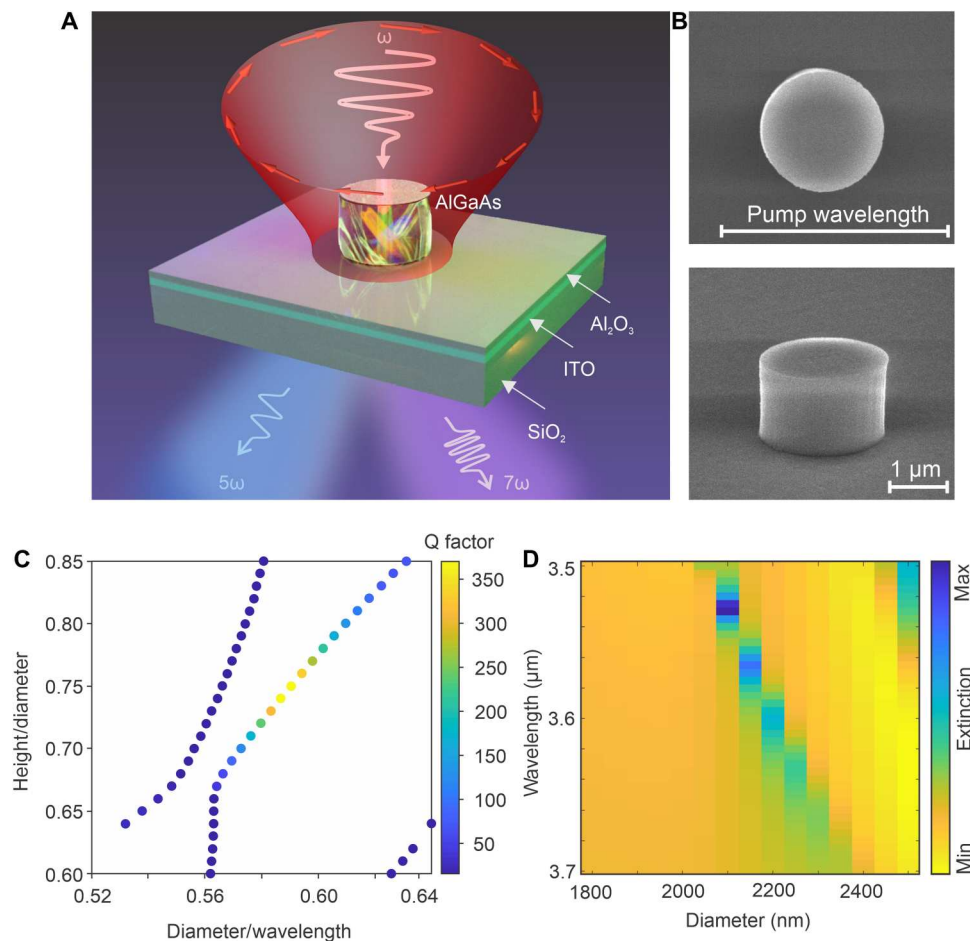 A
ω
AlGaAs
Al₂O₃
ITO
SiO₂
5ω
7ω
B
Pump wavelength
1 μm
C
Q factor
0.85
0.80
0.75
0.70
0.65
0.60
Height/diameter
0.52
0.56
0.60
0.64
Diameter/wavelength
350
300
250
200
150
100
50
D
3.5
3.6
3.7
Wavelength (μm)
1800
2000
2200
2400
Diameter (nm)
Max
Extinction
Min